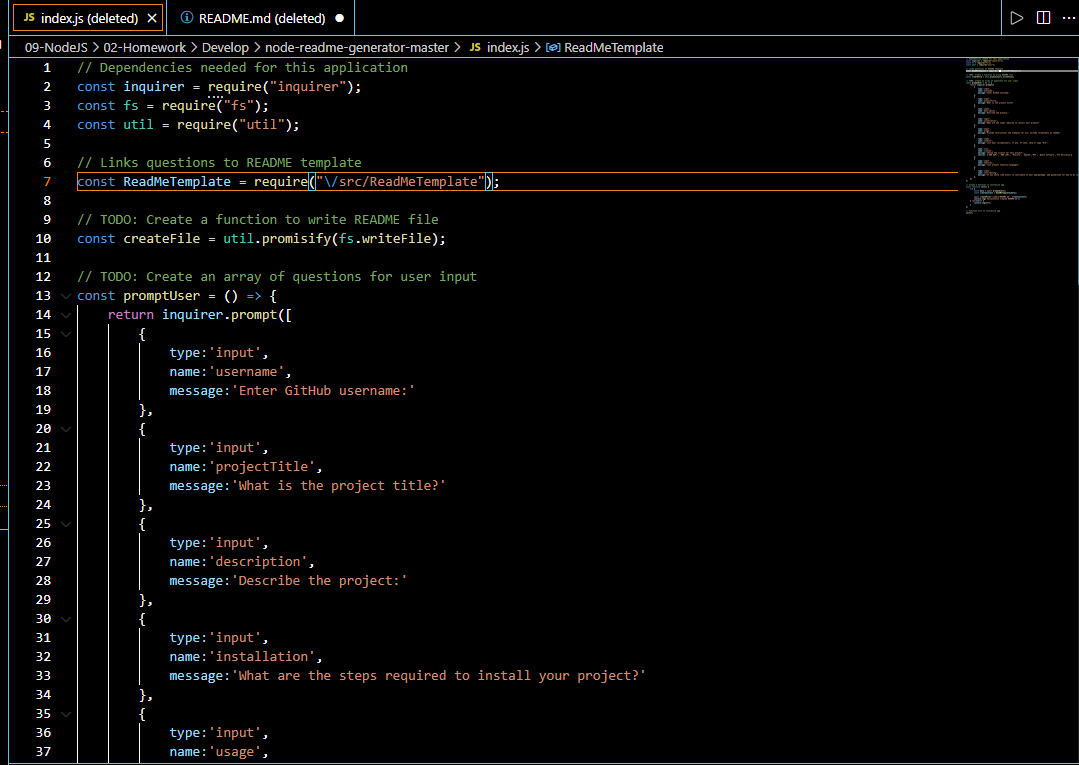 JS index.js (deleted) README.md (deleted)
09-NodeJS > 02-Homework > Develop > node-readme-generator-master > JS index.js > ReadMeTemplate
1 // Dependencies needed for this application
2 const inquirer = require("inquirer");
3 const fs = require("fs");
4 const util = require("util");
5
6 // Links questions to README template
7 const ReadMeTemplate = require("\/src/ReadMeTemplate");
8
9 // TODO: Create a function to write README file
10 const createFile = util.promisify(fs.writeFile);
11
12 // TODO: Create an array of questions for user input
13 const promptUser = () => {
14 return inquirer.prompt([
15 {
16 type:'input',
17 name:'username',
18 message:'Enter GitHub username:'
19 },
20 {
21 type:'input',
22 name:'projectTitle',
23 message:'What is the project title?'
24 },
25 {
26 type:'input',
27 name:'description',
28 message:'Describe the project:'
29 },
30 {
31 type:'input',
32 name:'installation',
33 message:'What are the steps required to install your project?'
34 },
35 {
36 type:'input',
37 name:'usage',